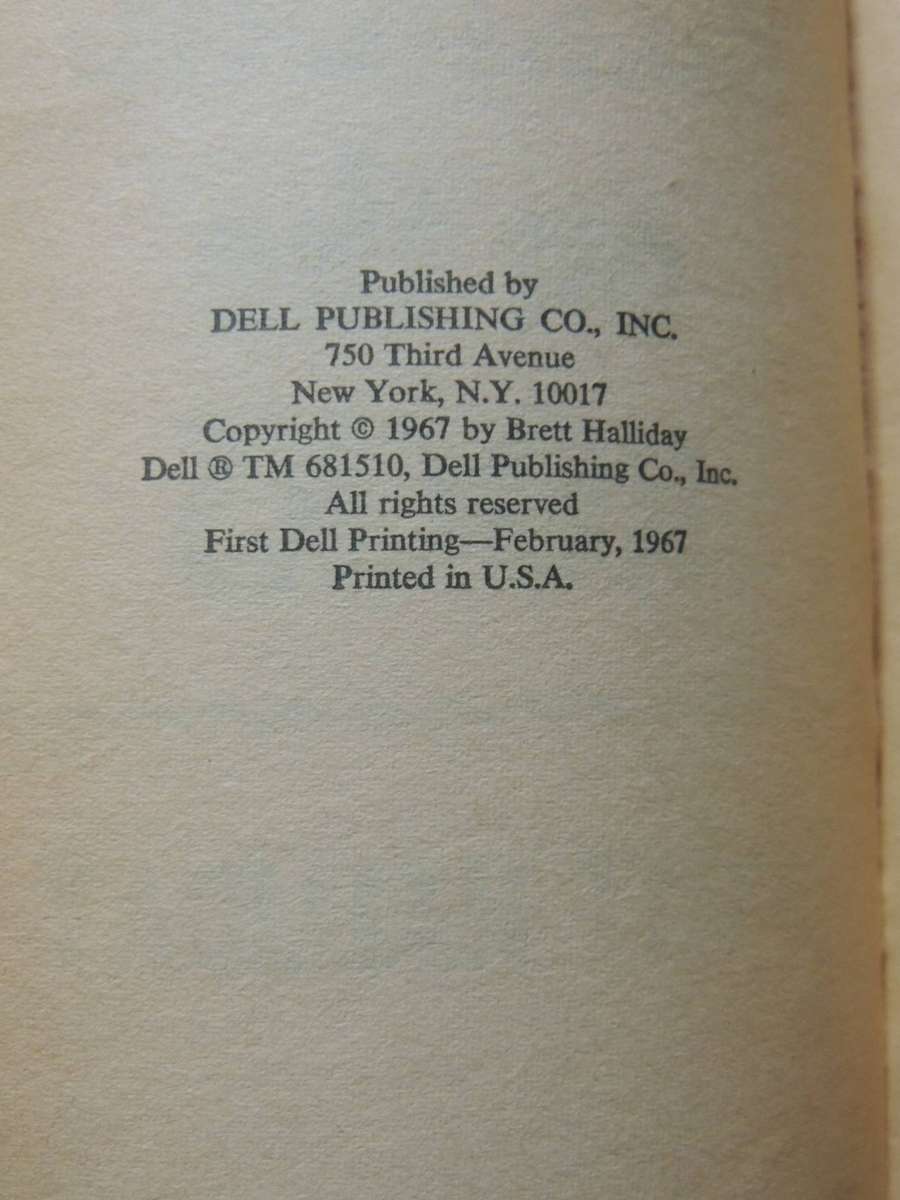 Published by
DELL PUBLISHING CO., INC.
750 Third Avenue
New York, N.Y. 10017
Copyright © 1967 by Brett Halliday
Dell ® TM 681510, Dell Publishing Co., Inc.
All rights reserved
First Dell Printing—February, 1967
Printed in U.S.A.